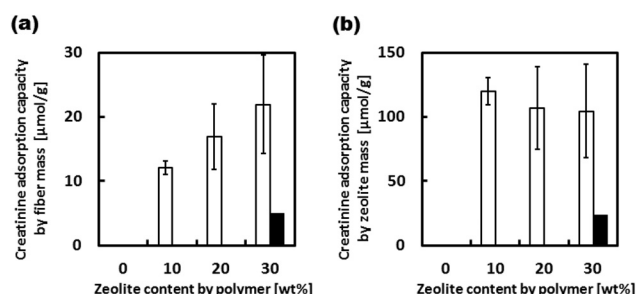 (a)
30
20
10
0
Creatinine adsorption capacity
by fiber mass [μmol/g]
0 10 20 30
Zeolite content by polymer [wt%]
(b)
150
100
50
0
Creatinine adsorption capacity
by zeolite mass [μmol/g]
0 10 20 30
Zeolite content by polymer [wt%]